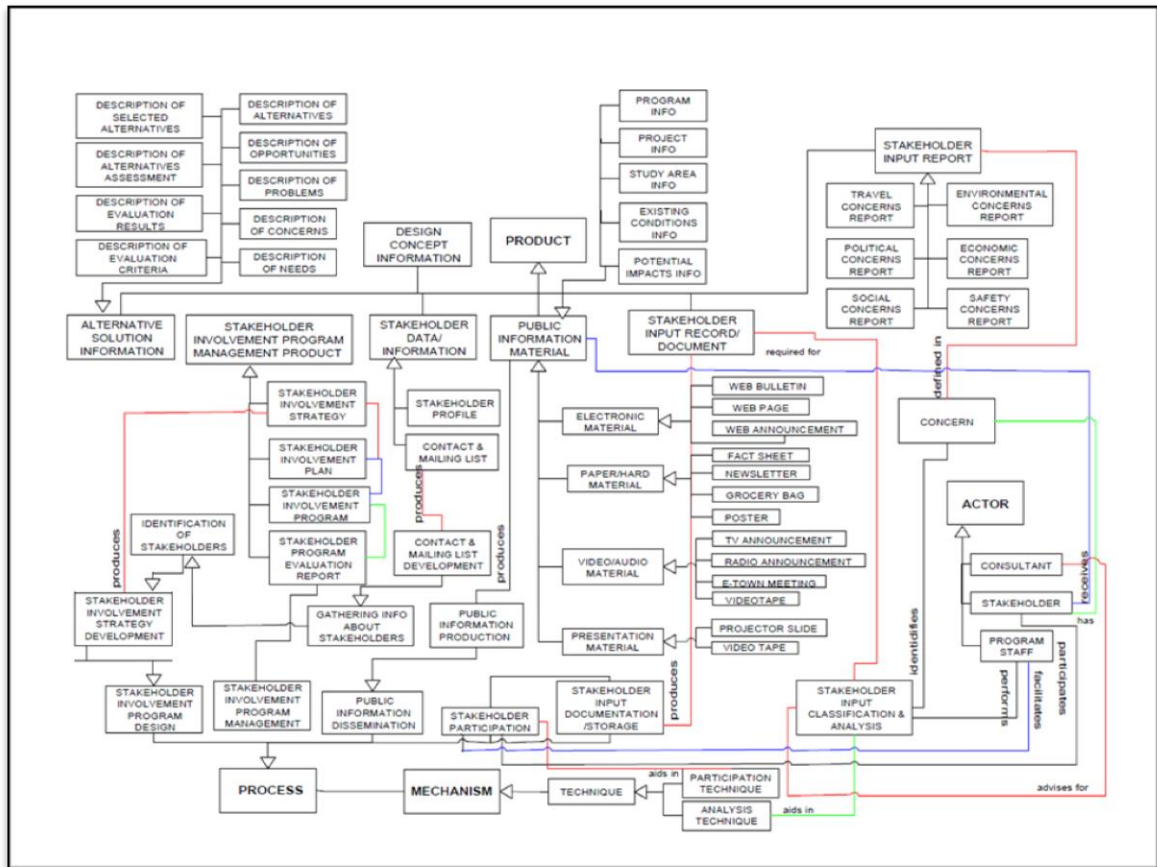 DESCRIPTION OF
SELECTED
ALTERNATIVES
DESCRIPTION OF
ALTERNATIVES
ASSESSMENT
DESCRIPTION OF
EVALUATION
RESULTS
DESCRIPTION OF
EVALUATION
CRITERIA
DESCRIPTION OF
ALTERNATIVES
DESCRIPTION OF
OPPORTUNITIES
DESCRIPTION OF
PROBLEMS
DESCRIPTION
OF CONCERNS
DESCRIPTION
OF NEEDS
DESIGN
CONCEPT
INFORMATION
PRODUCT
PROGRAM
INFO
PROJECT
INFO
STUDY AREA
INFO
EXISTING
CONDITIONS
INFO
POTENTIAL
IMPACTS INFO
STAKEHOLDER
INPUT REPORT
TRAVEL
CONCERNS
REPORT
ENVIRONMENTAL
CONCERNS
REPORT
POLITICAL
CONCERNS
REPORT
ECONOMIC
CONCERNS
REPORT
SOCIAL
CONCERNS
REPORT
SAFETY
CONCERNS
REPORT
ALTERNATIVE
SOLUTION
INFORMATION
STAKEHOLDER
INVOLVEMENT PROGRAM
MANAGEMENT PRODUCT
STAKEHOLDER
DATA/
INFORMATION
PUBLIC
INFORMATION
MATERIAL
STAKEHOLDER
INPUT RECORD/
DOCUMENT
required for
defined in
STAKEHOLDER
INVOLVEMENT
STRATEGY
STAKEHOLDER
INVOLVEMENT
PLAN
STAKEHOLDER
INVOLVEMENT
PROGRAM
STAKEHOLDER
PROGRAM
EVALUATION
REPORT
STAKEHOLDER
PROFILE
CONTACT &
MAILING LIST
produces
CONTACT &
MAILING LIST
DEVELOPMENT
ELECTRONIC
MATERIAL
PAPER/HARD
MATERIAL
VIDEO/AUDIO
MATERIAL
PRESENTATION
MATERIAL
WEB BULLETIN
WEB PAGE
WEB ANNOUNCEMENT
FACT SHEET
NEWSLETTER
GROCERY BAG
POSTER
TV ANNOUNCEMENT
RADIO ANNOUNCEMENT
E-TOWN MEETING
VIDEOTAPE
PROJECTOR SLIDE
VIDEO TAPE
CONCERN
ACTOR
CONSULTANT
STAKEHOLDER
PROGRAM
STAFF
receives
has
participates
facilitates
performs
identidifies
IDENTIFICATION
OF
STAKEHOLDERS
produces
produces
STAKEHOLDER
INVOLVEMENT
STRATEGY
DEVELOPMENT
GATHERING INFO
ABOUT
STAKEHOLDERS
PUBLIC
INFORMATION
PRODUCTION
STAKEHOLDER
INVOLVEMENT
PROGRAM
DESIGN
STAKEHOLDER
INVOLVEMENT
PROGRAM
MANAGEMENT
PUBLIC
INFORMATION
DISSEMINATION
STAKEHOLDER
PARTICIPATION
STAKEHOLDER
INPUT
DOCUMENTATION
/STORAGE
produces
STAKEHOLDER
INPUT
CLASSIFICATION &
ANALYSIS
PROCESS
MECHANISM
TECHNIQUE
aids in
PARTICIPATION
TECHNIQUE
ANALYSIS
TECHNIQUE
aids in
advises for